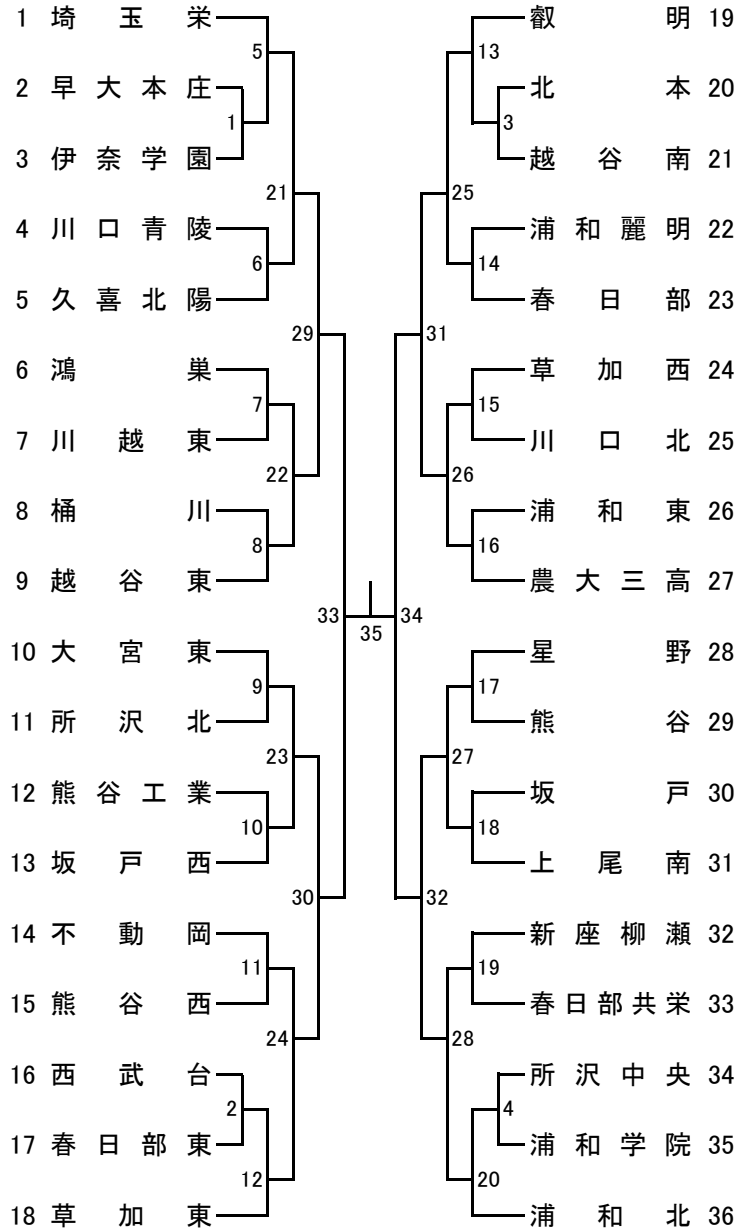 1 埼玉栄 叡明 19
5 13
2 早大本庄 北本 20
1 3
3 伊奈学園 越谷南 21
21 25
4 川口青陵 浦和麗明 22
6 14
5 久喜北陽 春日部 23
29 31
6 鴻巣 草加西 24
7 15
7 川越東 川口北 25
22 26
8 桶川 浦和東 26
8 16
9 越谷東 農大三高 27
33 35 34
10 大宮東 星野 28
9 17
11 所沢北 熊谷 29
23 27
12 熊谷工業 坂戸 30
10 18
13 坂戸西 上尾南 31
30 32
14 不動岡 新座柳瀬 32
11 19
15 熊谷西 春日部共栄 33
24 28
16 西武台 所沢中央 34
2 4
17 春日部東 浦和学院 35
12 20
18 草加東 浦和北 36